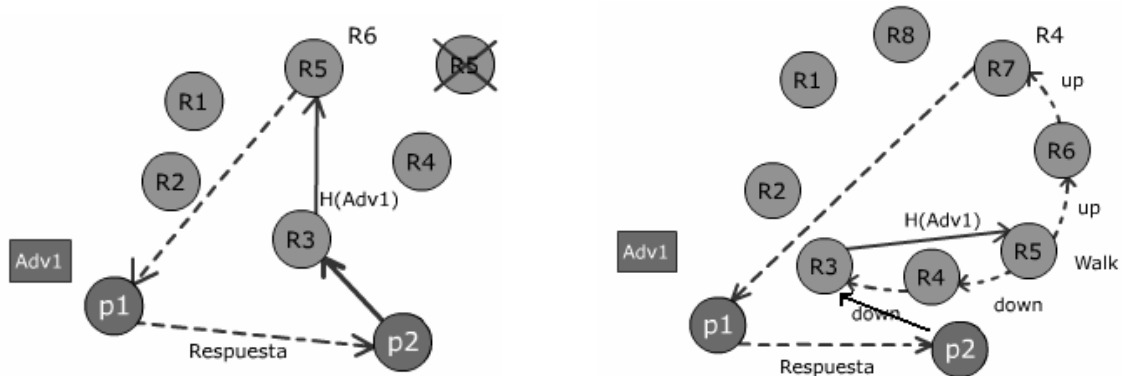 R5
R6
R5
R1
R4
R2
H(Adv1)
R3
Adv1
p1
p2
Respuesta
R8
R4
R7
R1
up
R6
R2
up
H(Adv1)
R5
Adv1
R3
R4
Walk
down
down
p1
p2
Respuesta